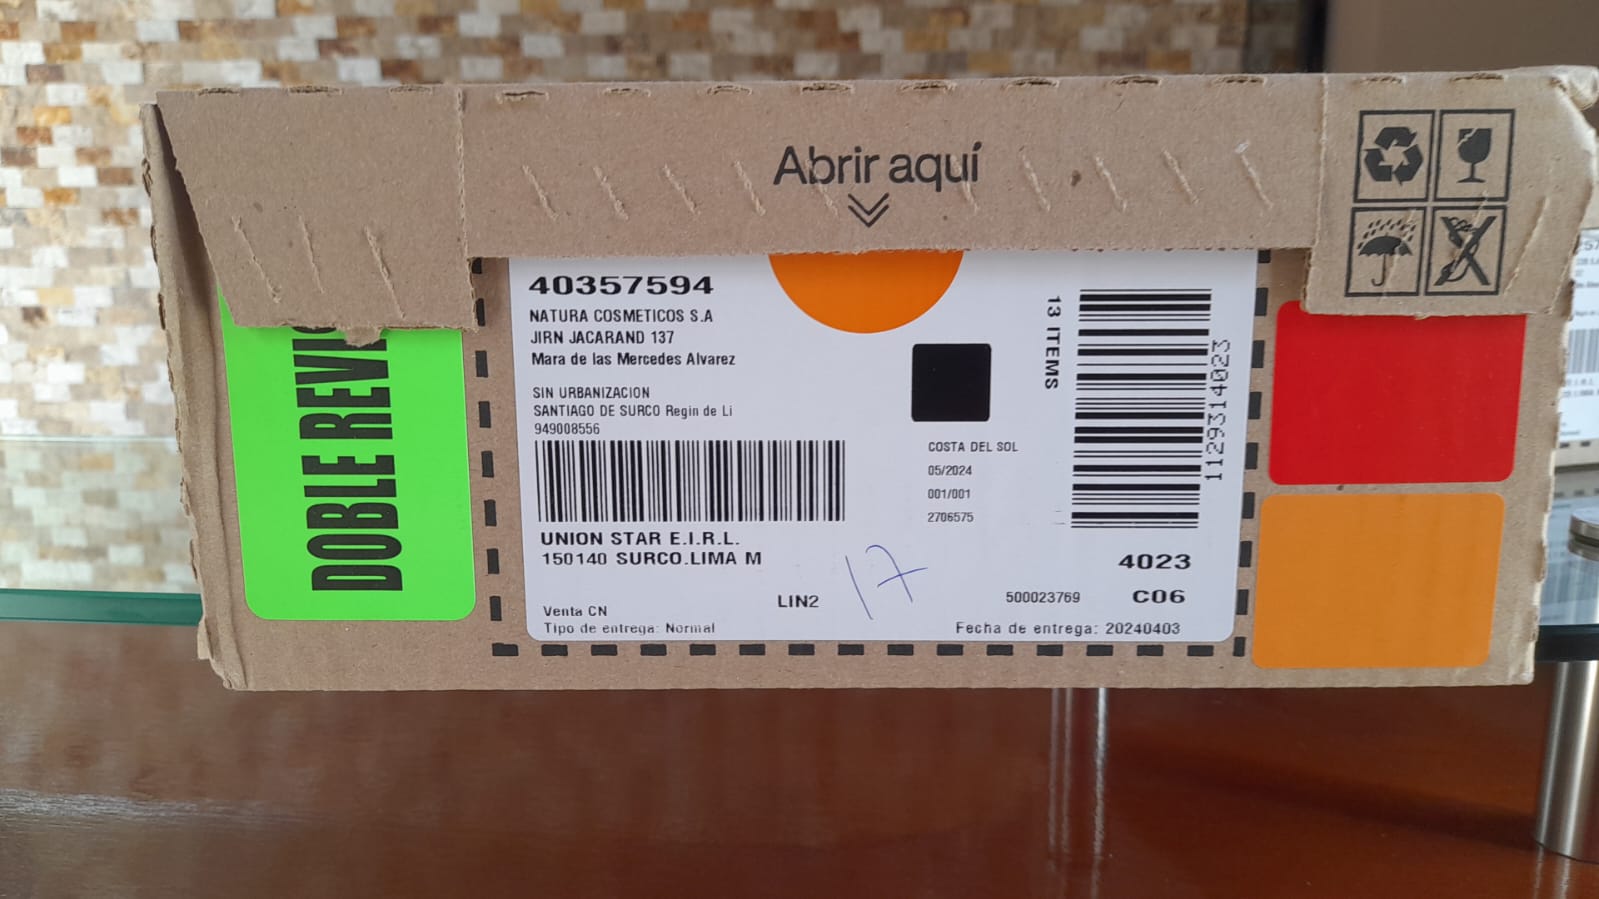 Abrir aquí
DOBLE REVI
40357594
NATURA COSMETICOS S.A
JIRN JACARAND 137
Mara de las Mercedes Alvarez
SIN URBANIZACION
SANTIAGO DE SURCO Regin de Li
949008556
UNION STAR E.I.R.L.
150140 SURCO.LIMA M
LIN2
17
Venta CN
Tipo de entrega: Normal
13 ITEMS
1129314023
COSTA DEL SOL
05/2024
001/001
2706575
4023
500023769 C06
Fecha de entrega: 20240403